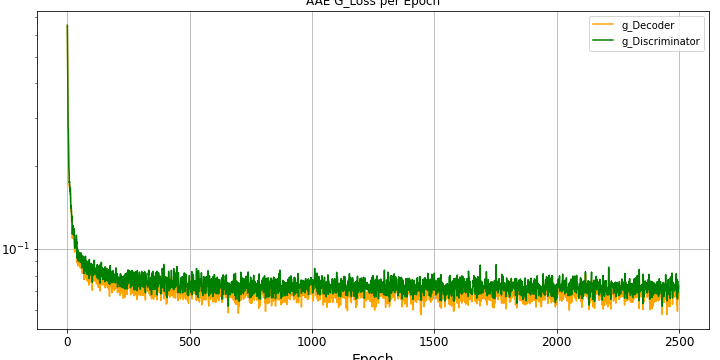 AAE G_Loss per Epoch
g_Decoder
g_Discriminator
10⁻¹
0 500 1000 1500 2000 2500
Epoch